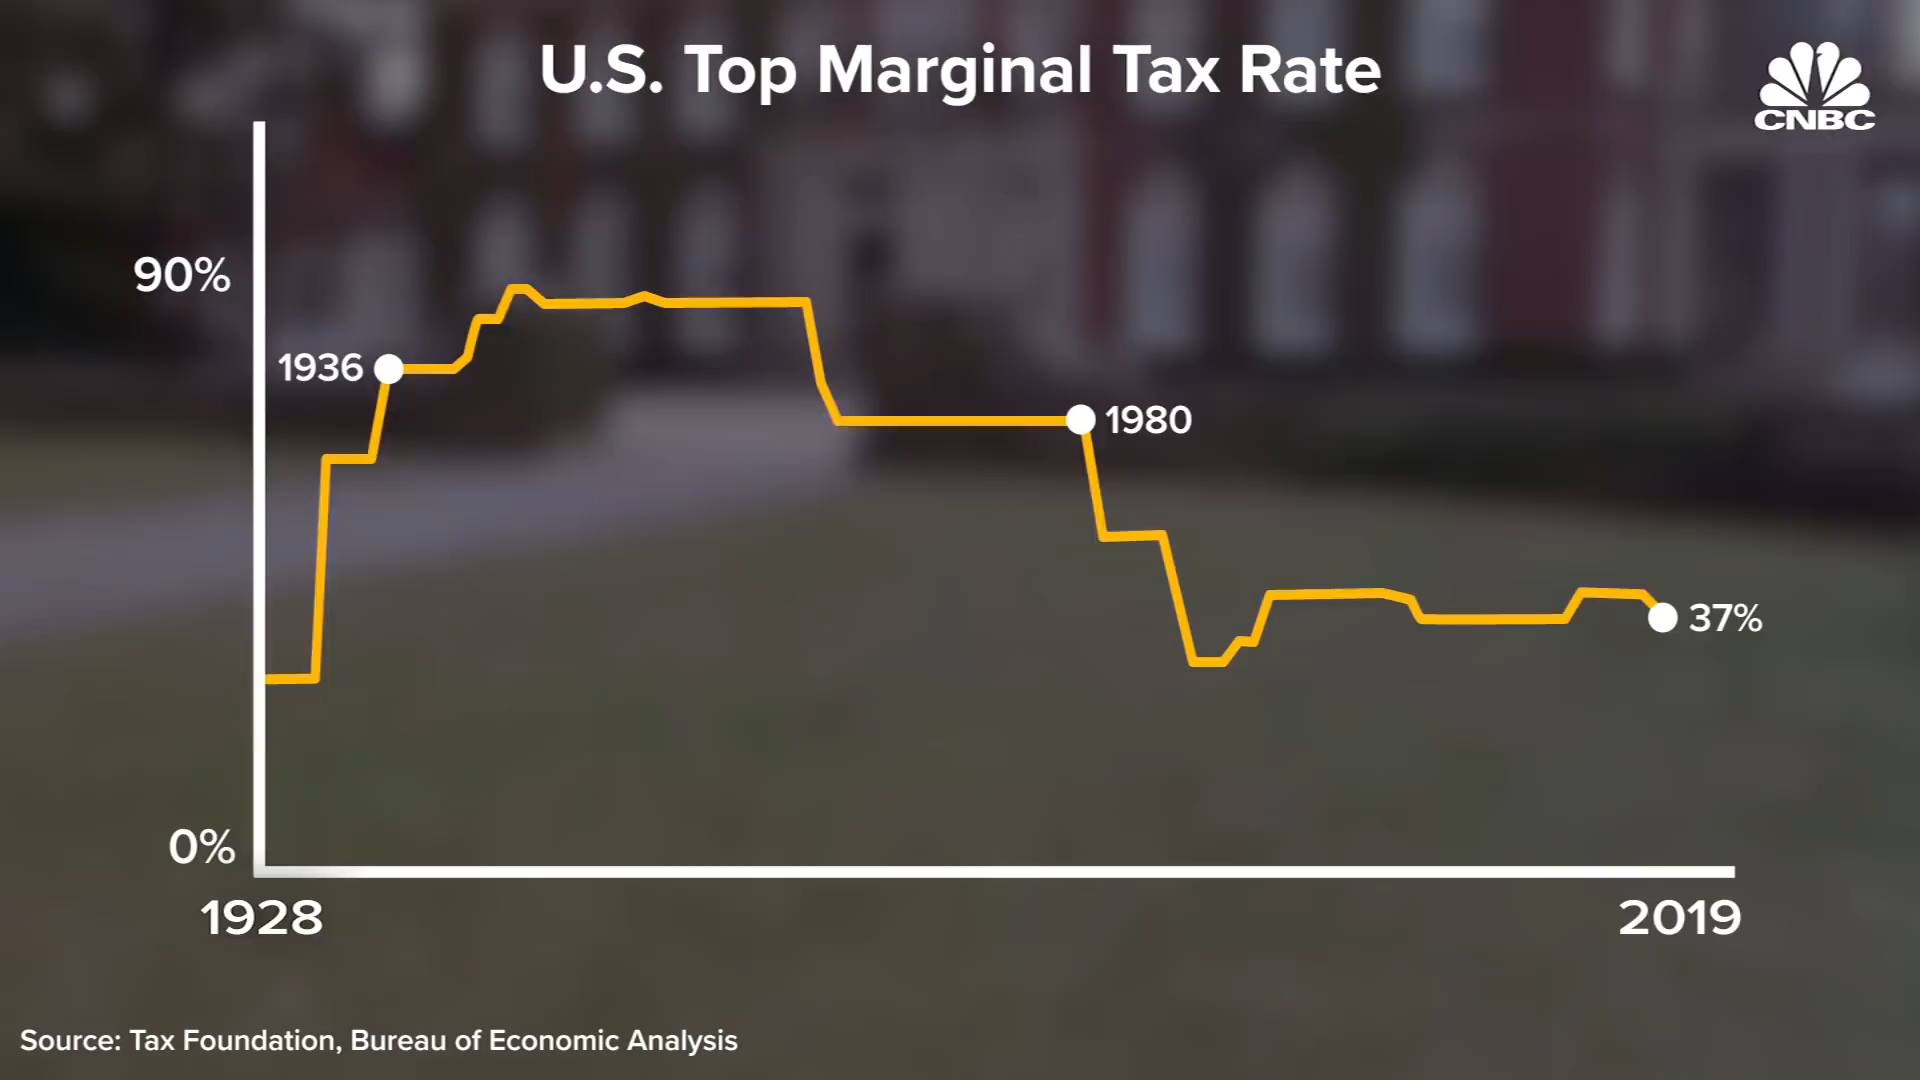 U.S. Top Marginal Tax Rate
CNBC
90%
1936
1980
37%
0%
1928
2019
Source: Tax Foundation, Bureau of Economic Analysis